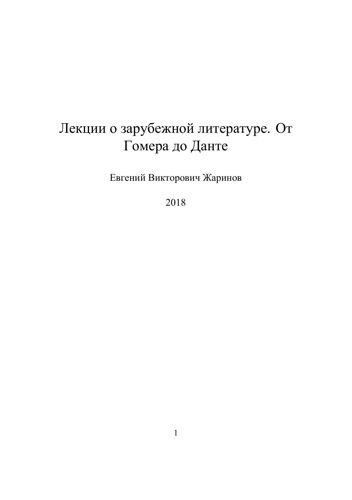 Лекции о зарубежной литературе. От
Гомера до Данте
Евгений Викторович Жаринов
2018
1